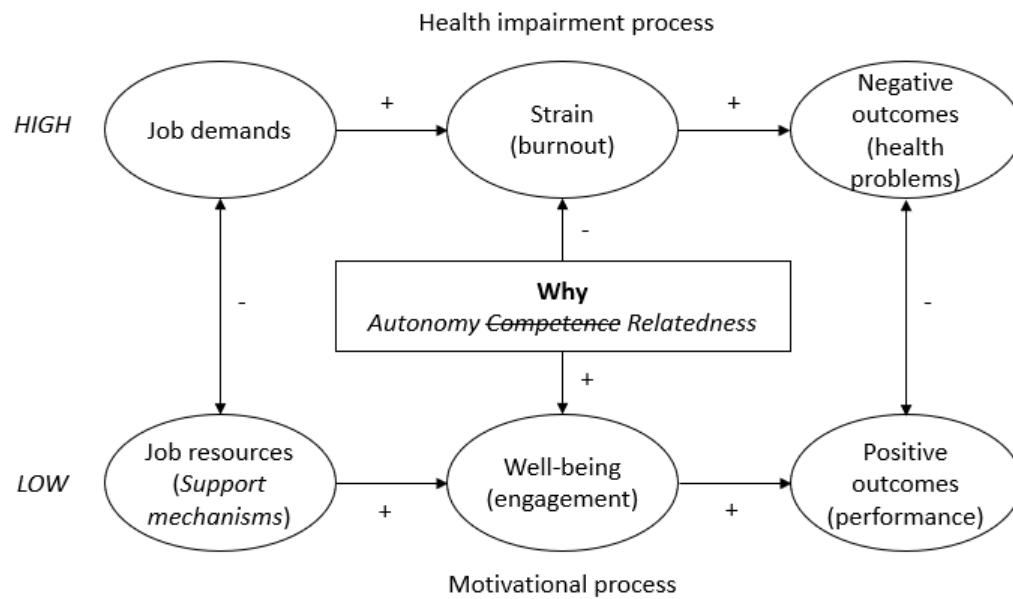 Health impairment process
HIGH
Job demands
+
Strain
(burnout)
+
Negative
outcomes
(health
problems)
-
-
-
Why
Autonomy Competence Relatedness
+
LOW
Job resources
(Support
mechanisms)
+
Well-being
(engagement)
+
Positive
outcomes
(performance)
Motivational process